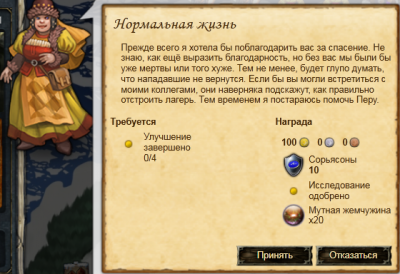 Нормальная жизнь
Прежде всего я хотела бы поблагодарить вас за спасение. Не
знаю, как ещё выразить благодарность, но без вас мы были бы
уже мертвы или того хуже. Тем не менее, будет глупо думать,
что нападавшие не вернутся. Если бы вы могли встретиться с
моими коллегами, они наверняка подскажут, как правильно
отстроить лагерь. Тем временем я постараюсь помочь Перу.
Требуется
Улучшение
завершено
0/4
Награда
100 0 0
Сорьясоны
10
Исследование
одобрено
Мутная жемчужина
x20
Принять
Отказаться